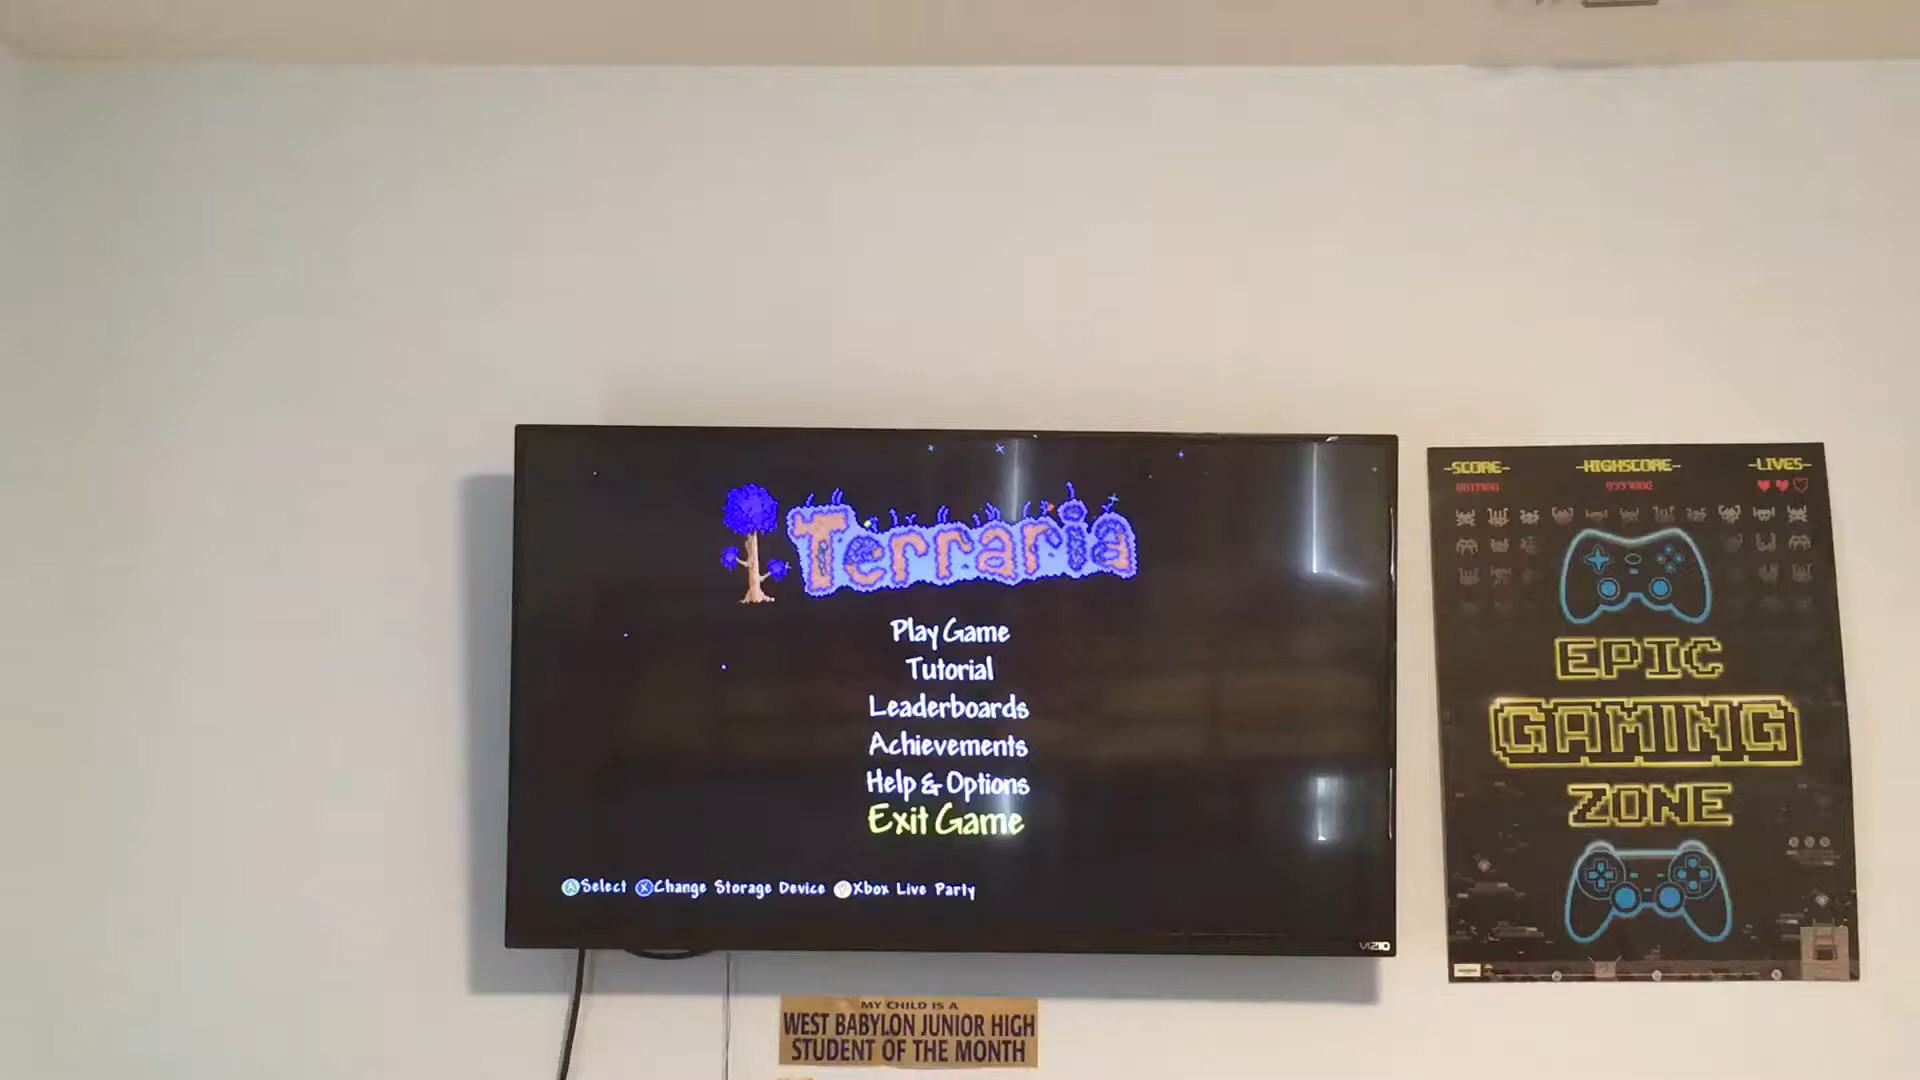 Terraria
Play Game
Tutorial
Leaderboards
Achievements
Help & Options
Exit Game
A Select X Change Storage Device Y Xbox Live Party
VIZIO
-SCORE- -HIGHSCORE- -LIVES-
EPIC
GAMING
ZONE
MY CHILD IS A
WEST BABYLON JUNIOR HIGH
STUDENT OF THE MONTH